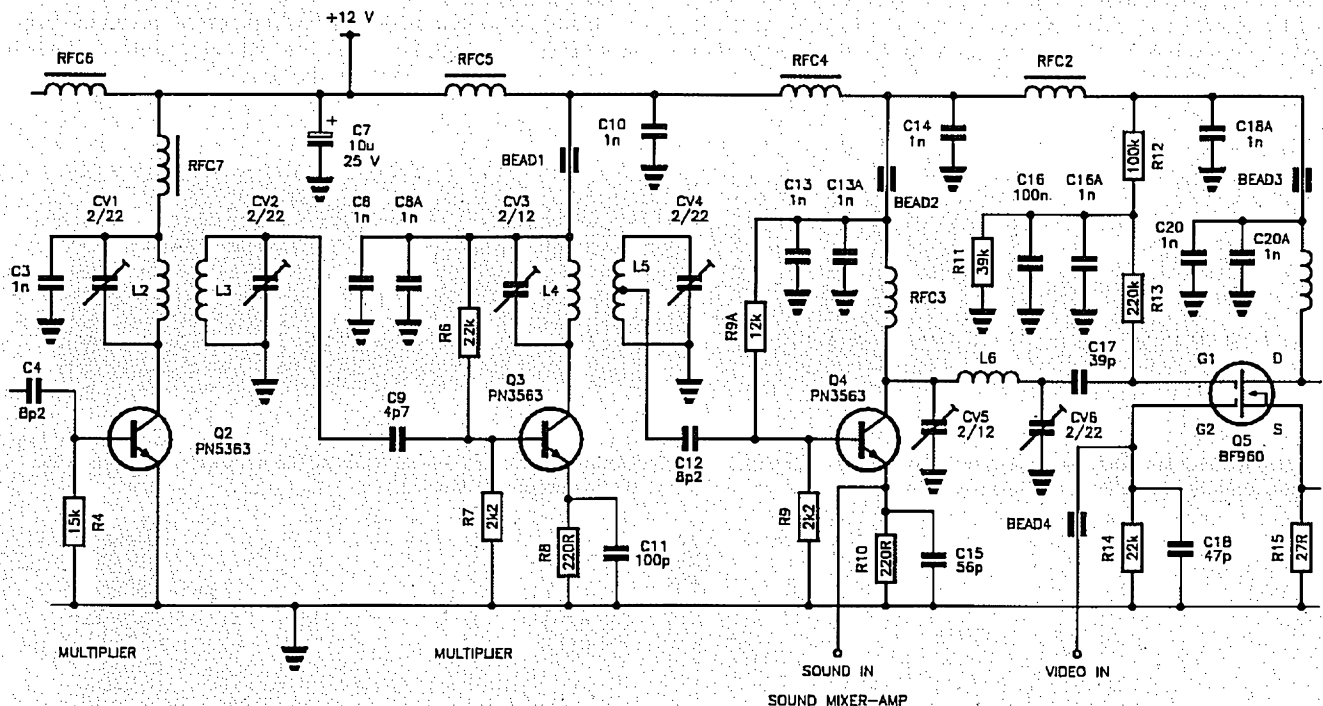 +12 V
RFC6
RFC5
RFC4
RFC2
C7
10u
25 V
RFC7
C10
1n
BEAD1
C14
1n
BEAD2
R12
100k
C18A
1n
BEAD3
CV1
2/22
CV2
2/22
C8
1n
C8A
1n
CV3
2/12
CV4
2/22
C13
1n
C13A
1n
C16
100n
C16A
1n
C20
1n
C20A
1n
C3
1n
L2
L3
R6
22k
L4
L5
R9A
12k
RFC3
R11
39k
R13
220k
C4
8p2
Q2
PN5363
C9
4p7
Q3
PN3563
C12
8p2
Q4
PN3563
L6
C17
39p
CV5
2/12
CV6
2/22
G1
D
G2
S
Q5
BF960
R4
15k
R7
2k2
R8
220R
C11
100p
R9
2k2
R10
220R
C15
56p
BEAD4
R14
22k
C18
47p
R15
27R
MULTIPLIER
MULTIPLIER
SOUND IN
VIDEO IN
SOUND MIXER-AMP